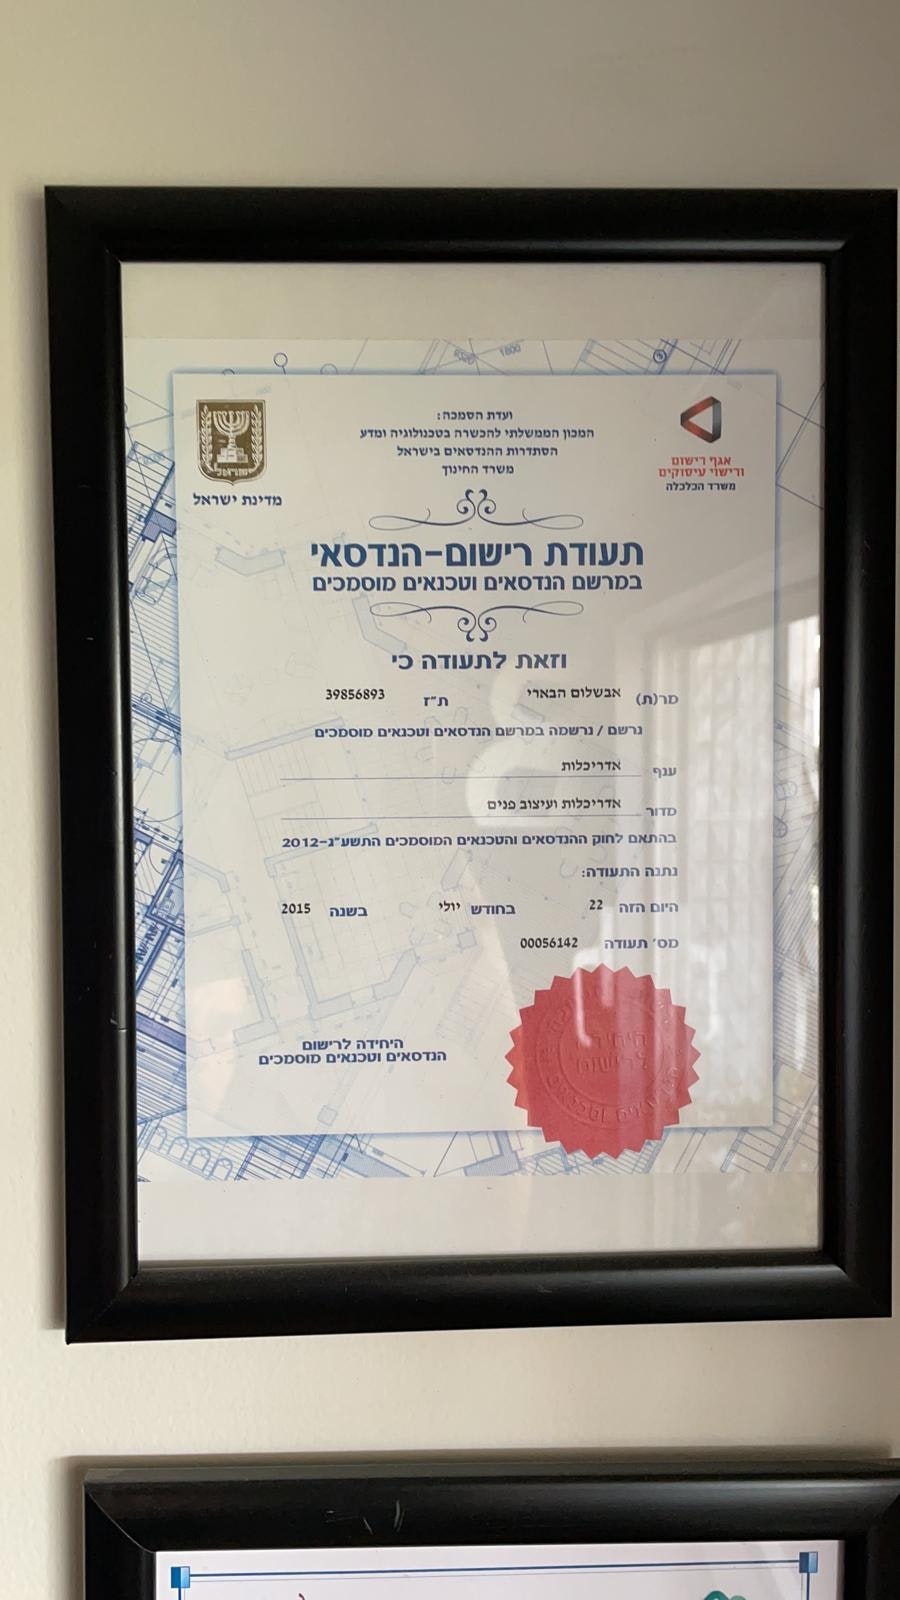 ועדת הסמכה:
המכון הממשלתי להכשרה בטכנולוגיה ומדע
הסתדרות ההנדסאים בישראל
משרד החינוך
אגף רישום
ורישוי עיסוקים
משרד הכלכלה
מדינת ישראל
תעודת רישום-הנדסאי
במרשם הנדסאים וטכנאים מוסמכים
וזאת לתעודה כי
מר(ת) אבשלום הבארי ת״ז 39856893
נרשם / נרשמה במרשם הנדסאים וטכנאים מוסמכים
ענף אדריכלות
מדור אדריכלות ועיצוב פנים
בהתאם לחוק ההנדסאים והטכנאים המוסמכים התשע״ג-2012
נתנה התעודה:
היום הזה 22 בחודש יולי בשנה 2015
מס׳ תעודה 00056142
היחידה לרישום
הנדסאים וטכנאים מוסמכים
היחידה
לרישום
1800